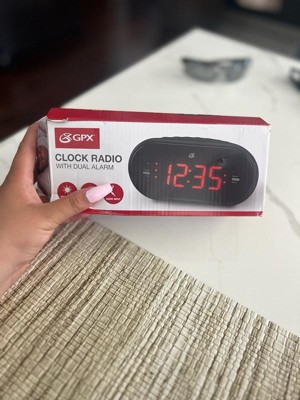 GPX
CLOCK RADIO
WITH DUAL ALARM
12:35